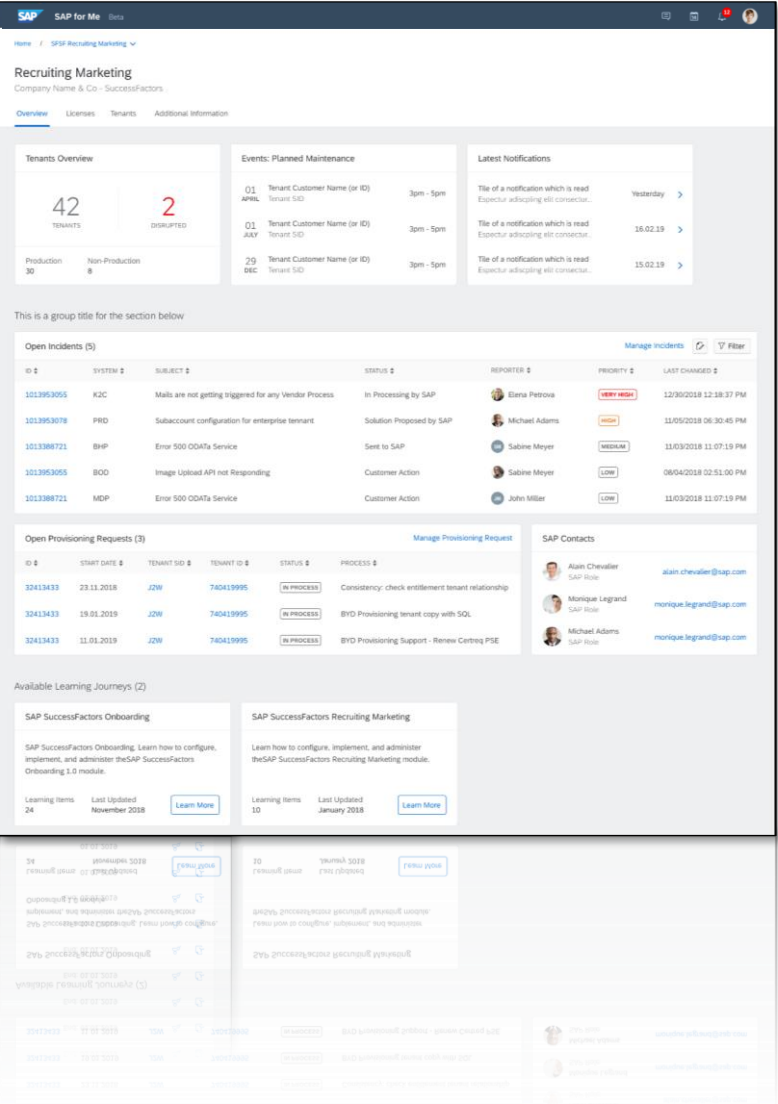 SAP SAP for Me Beta 12
Home / SFSF-Recruiting Marketing
Recruiting Marketing
Company Name & Co - SuccessFactors
Overview Licenses Tenants Additional Information
Tenants Overview
42
TENANTS
2
DISRUPTED
Production
30
Non-Production
8
Events: Planned Maintenance
01 Tenant Customer Name (or ID) 3pm - 5pm
APRIL Tenant SID
01 Tenant Customer Name (or ID) 3pm - 5pm
JULY Tenant SID
29 Tenant Customer Name (or ID) 3pm - 5pm
DEC Tenant SID
Latest Notifications
Tile of a notification which is read Yesterday
Espectur adiscpling elit consectur..
Tile of a notification which is read 16.02.19
Espectur adiscpling elit consectur..
Tile of a notification which is read 15.02.19
Espectur adiscpling elit consectur..
This is a group title for the section below
Open Incidents (5) Manage Incidents Filter
ID SYSTEM SUBJECT STATUS REPORTER PRIORITY LAST CHANGED
1013953055 K2C Mails are not getting triggered for any Vendor Process In Processing by SAP Elena Petrova VERY HIGH 12/30/2018 12:18:37 PM
1013953078 PRD Subaccount configuration for enterprise tennant Solution Proposed by SAP Michael Adams HIGH 11/05/2018 06:30:45 PM
1013388721 BHP Error 500 ODATa Service Sent to SAP Sabine Meyer MEDIUM 11/03/2018 11:07:19 PM
1013953055 BOD Image Upload API not Responding Customer Action Sabine Meyer LOW 08/04/2018 02:51:00 PM
1013388721 MDP Error 500 ODATa Service Customer Action John Miller LOW 11/03/2018 11:07:19 PM
Open Provisioning Requests (3) Manage Provisioning Request
ID START DATE TENANT SID TENANT ID STATUS PROCESS
32413433 23.11.2018 J2W 740419995 IN PROCESS Consistency: check entitlement tenant relationship
32413433 19.01.2019 J2W 740419995 IN PROCESS BYD Provisioning tenant copy with SQL
32413433 11.01.2019 J2W 740419995 IN PROCESS BYD Provisioning Support - Renew Certreq PSE
SAP Contacts
Alain Chevalier alain.chevalier@sap.com
SAP Role
Monique Legrand monique.legrand@sap.com
SAP Role
Michael Adams monique.legrand@sap.com
SAP Role
Available Learning Journeys (2)
SAP SuccessFactors Onboarding
SAP SuccessFactors Onboarding, Learn how to configure,
implement, and administer theSAP SuccessFactors
Onboarding 1.0 module.
Learning Items Last Updated Learn More
24 November 2018
SAP SuccessFactors Recruiting Marketing
Learn how to configure, implement, and administer
theSAP SuccessFactors Recruiting Marketing module.
Learning Items Last Updated Learn More
10 January 2018